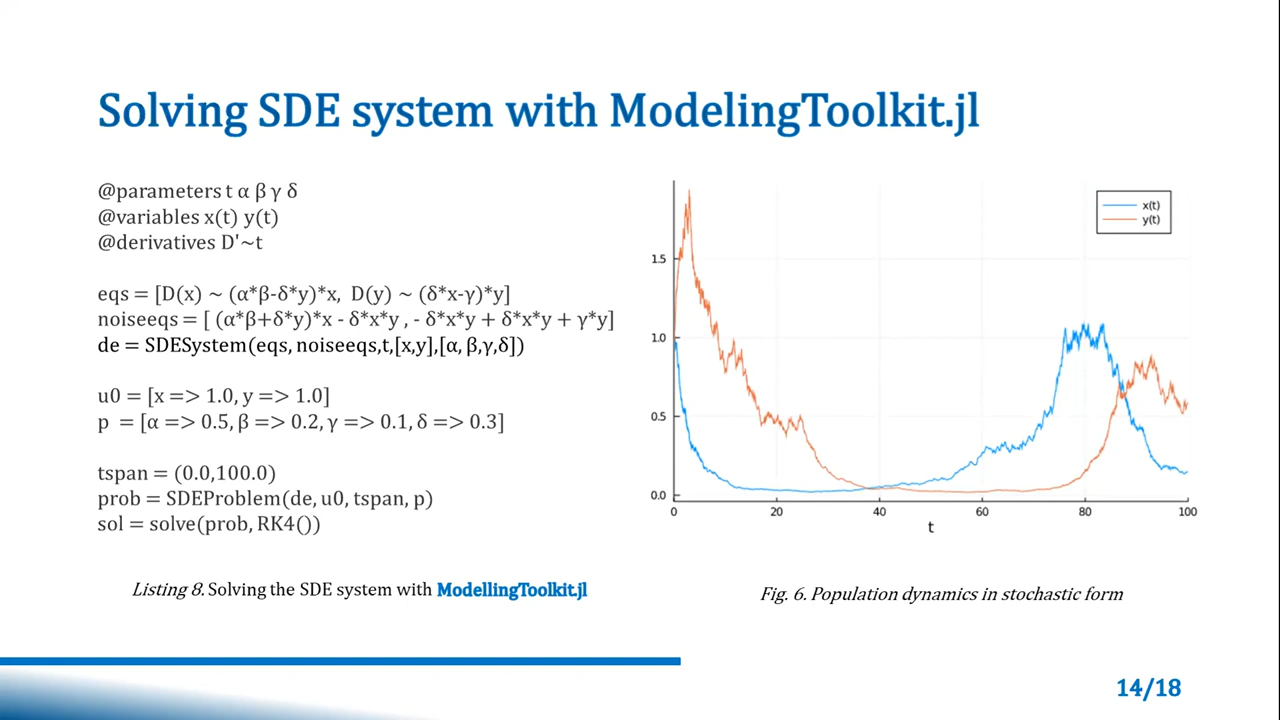 Solving SDE system with ModelingToolkit.jl
@parameters t α β γ δ
@variables x(t) y(t)
@derivatives D'~t
eqs = [D(x) ~ (α*β-δ*y)*x, D(y) ~ (δ*x-γ)*y]
noiseeqs = [ (α*β+δ*y)*x - δ*x*y , - δ*x*y + δ*x*y + γ*y]
de = SDESystem(eqs, noiseeqs,t,[x,y],[α, β,γ,δ])
u0 = [x => 1.0, y => 1.0]
p = [α => 0.5, β => 0.2, γ => 0.1, δ => 0.3]
tspan = (0.0,100.0)
prob = SDEProblem(de, u0, tspan, p)
sol = solve(prob, RK4())
Listing 8. Solving the SDE system with ModellingToolkit.jl
x(t)
y(t)
1.5
1.0
0.5
0.0
0 20 40 60 80 100
t
Fig. 6. Population dynamics in stochastic form
14/18